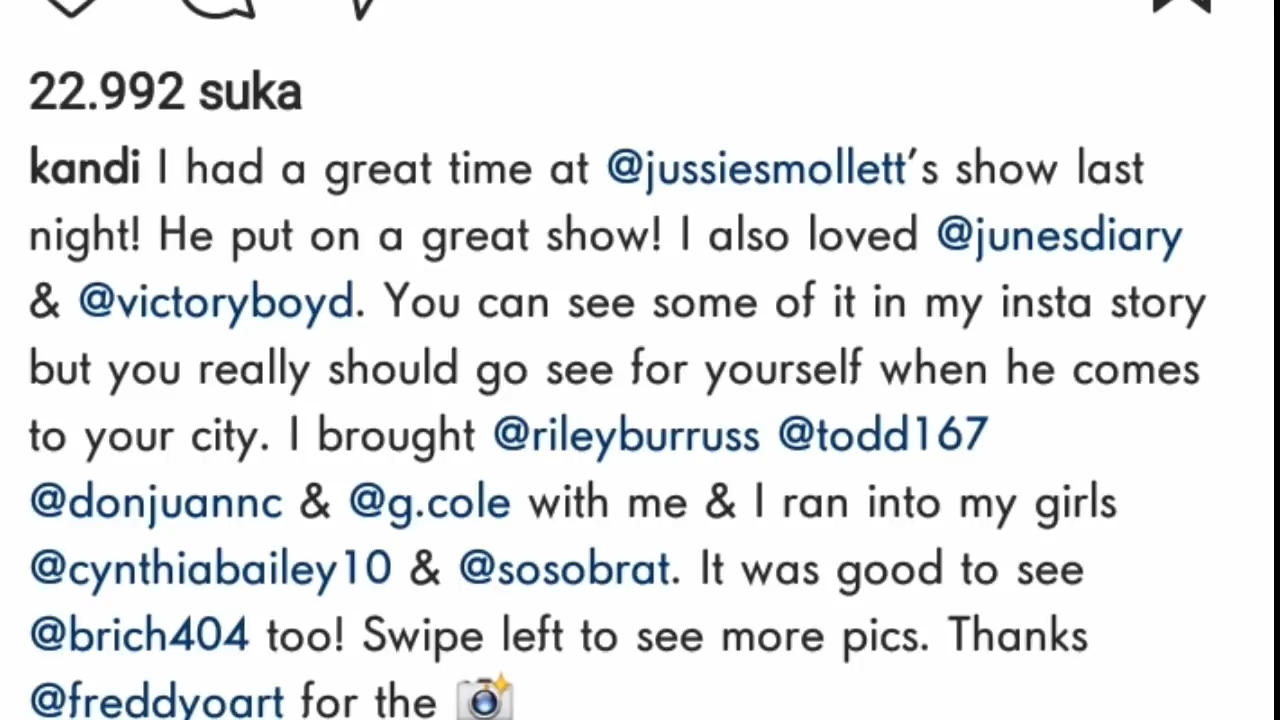 22.992 suka
kandi I had a great time at @jussiesmollett's show last
night! He put on a great show! I also loved @junesdiary
& @victoryboyd. You can see some of it in my insta story
but you really should go see for yourself when he comes
to your city. I brought @rileyburruss @todd167
@donjuannc & @g.cole with me & I ran into my girls
@cynthiabailey10 & @sosobrat. It was good to see
@brich404 too! Swipe left to see more pics. Thanks
@freddyoart for the 📸